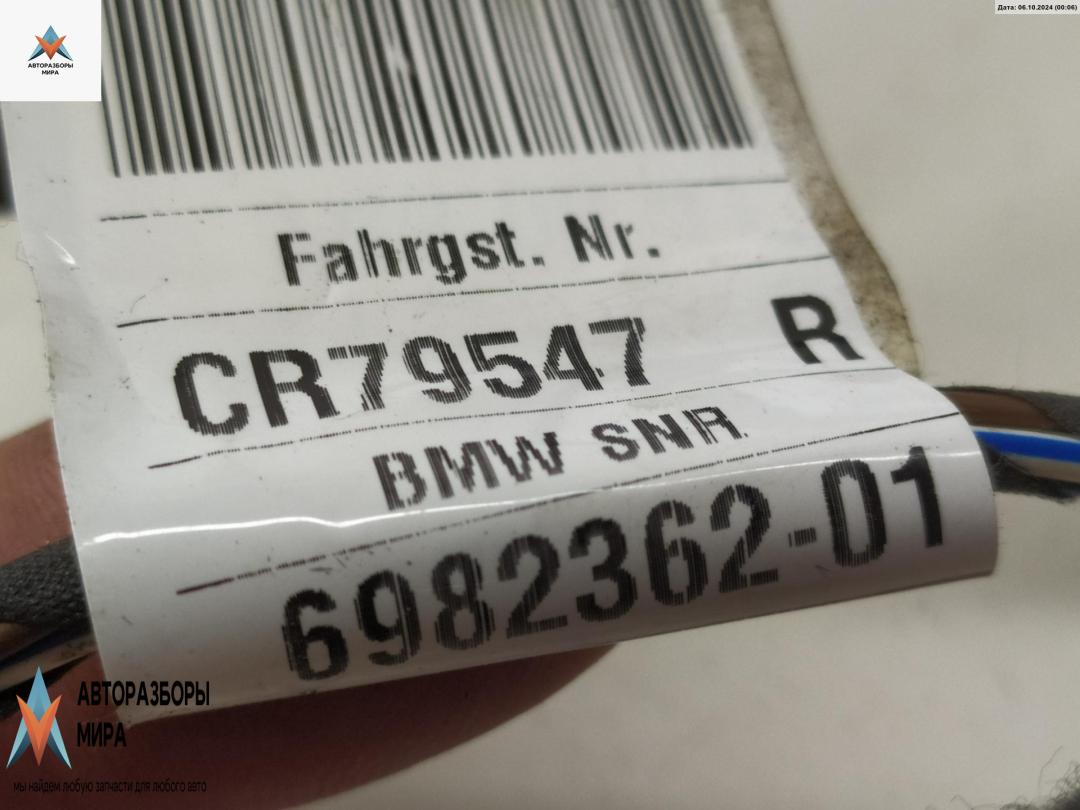 Дата: 06.10.2024 (00:06)
АВТОРАЗБОРЫ
МИРА
Fahrgst. Nr.
CR79547 R
BMW SNR
6982362-01
АВТОРАЗБОРЫ
МИРА
мы найдем любую запчасти для любого авто